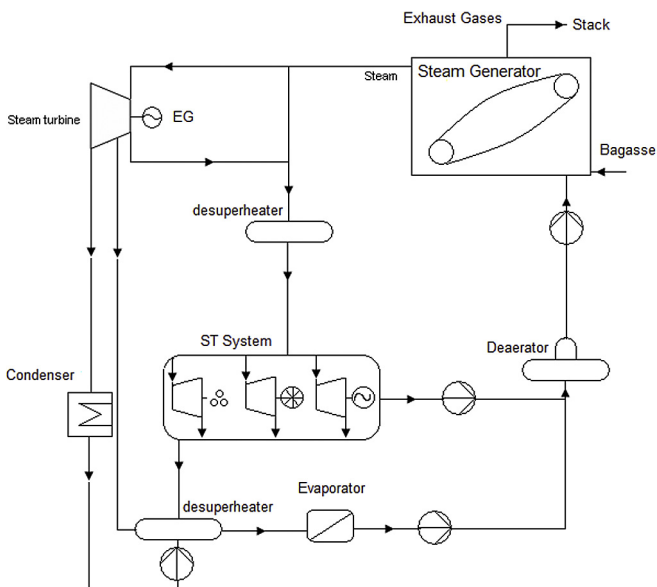 Exhaust Gases
Stack
Steam
Steam Generator
Steam turbine
EG
Bagasse
desuperheater
ST System
Deaerator
Condenser
Evaporator
desuperheater